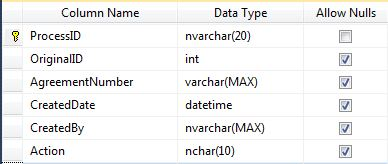 Column Name Data Type Allow Nulls
ProcessID nvarchar(20)
OriginalID int
AgreementNumber varchar(MAX)
CreatedDate datetime
CreatedBy nvarchar(MAX)
Action nchar(10)